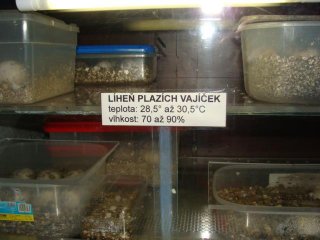 LÍHEŇ PLAZÍCH VAJÍČEK
teplota: 28,5° až 30,5°C
vlhkost: 70 až 90%